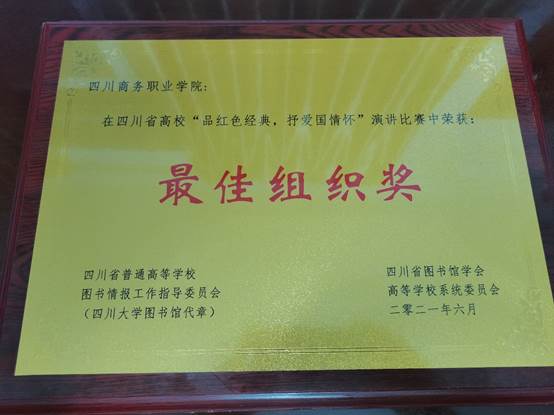 四川商务职业学院：
在四川省高校“品红色经典，抒爱国情怀”演讲比赛中荣获：
最佳组织奖
四川省普通高等学校
图书情报工作指导委员会
（四川大学图书馆代章）
四川省图书馆学会
高等学校系统委员会
二零二一年六月